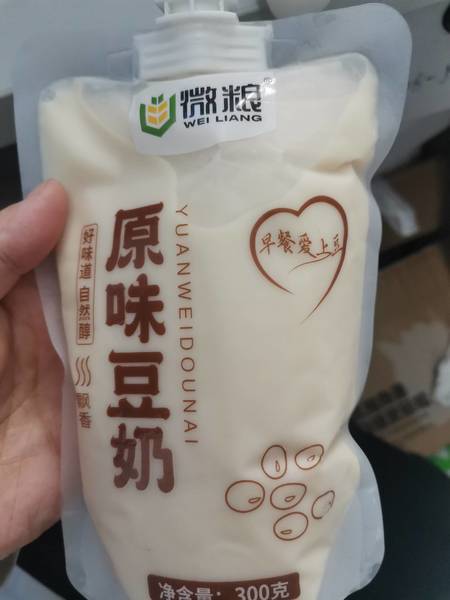 微粮
WEI LIANG
原味豆奶
YUANWEIDOUNAI
好味道 自然醇
飘香
早餐爱上豆
净含量：300克